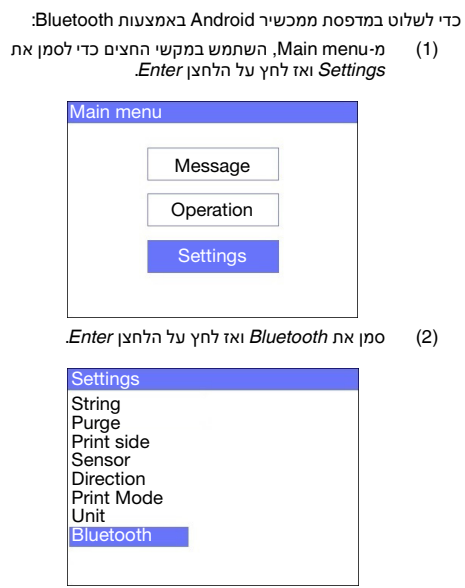 כדי לשלוט במדפסת ממכשיר Android באמצעות Bluetooth:
(1) מ-Main menu, השתמש במקשי החצים כדי לסמן את
Settings ואז לחץ על הלחצן Enter.
Main menu
Message
Operation
Settings
(2) סמן את Bluetooth ואז לחץ על הלחצן Enter.
Settings
String
Purge
Print side
Sensor
Direction
Print Mode
Unit
Bluetooth